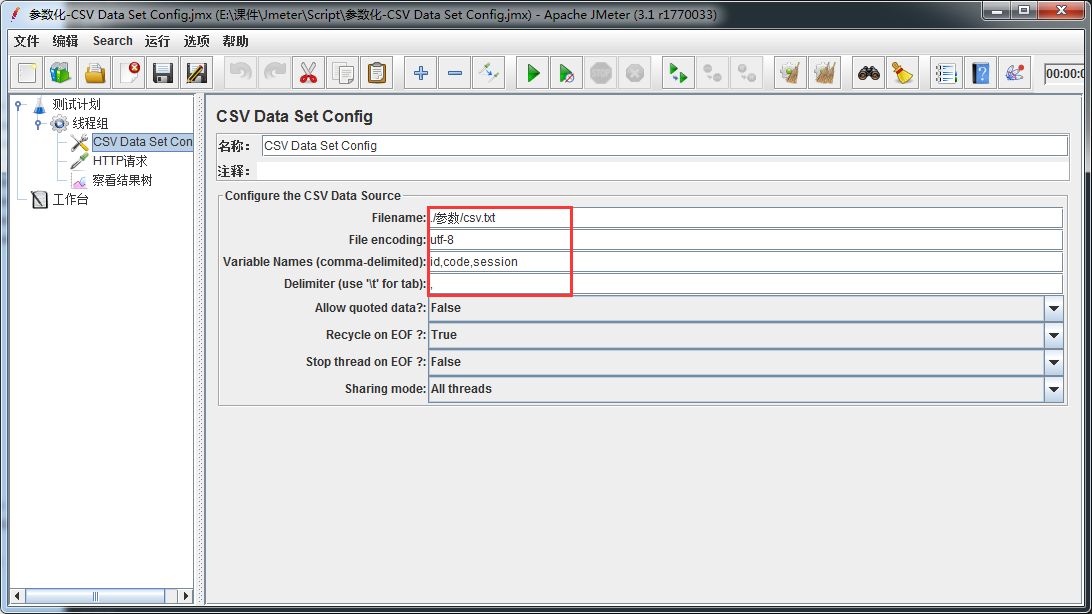 参数化-CSV Data Set Config.jmx (E:\课件\Jmeter\Script\参数化-CSV Data Set Config.jmx) - Apache JMeter (3.1 r1770033)
文件 编辑 Search 运行 选项 帮助
STOP
00:00:0
测试计划
线程组
CSV Data Set Con
HTTP请求
察看结果树
工作台
CSV Data Set Config
名称： CSV Data Set Config
注释：
Configure the CSV Data Source
Filename: ./参数/csv.txt
File encoding: utf-8
Variable Names (comma-delimited): id,code,session
Delimiter (use '\t' for tab): ,
Allow quoted data?: False
Recycle on EOF ?: True
Stop thread on EOF ?: False
Sharing mode: All threads